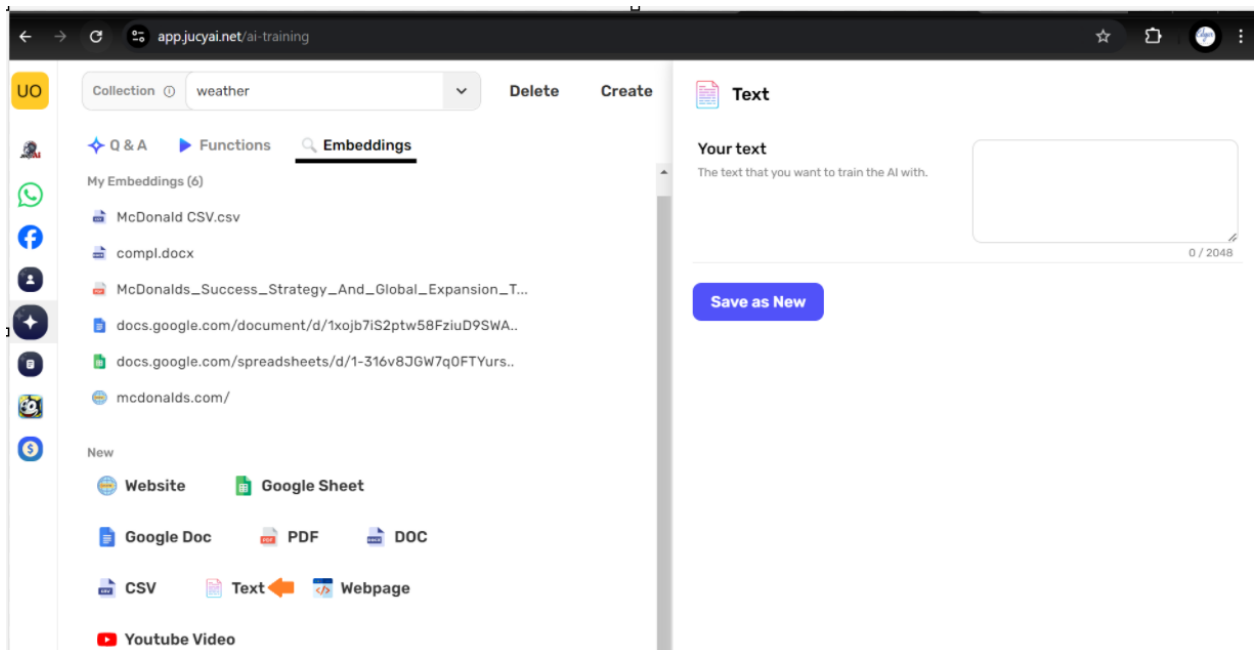 app.jucyai.net/ai-training
UO
Collection
weather
Delete
Create
Q & A
Functions
Embeddings
My Embeddings (6)
McDonald CSV.csv
compl.docx
McDonalds_Success_Strategy_And_Global_Expansion_T...
docs.google.com/document/d/1xojb7iS2ptw58FziuD9SWA..
docs.google.com/spreadsheets/d/1-316v8JGW7q0FTYurs..
mcdonalds.com/
New
Website
Google Sheet
Google Doc
PDF
DOC
CSV
Text
Webpage
Youtube Video
Text
Your text
The text that you want to train the AI with.
0 / 2048
Save as New